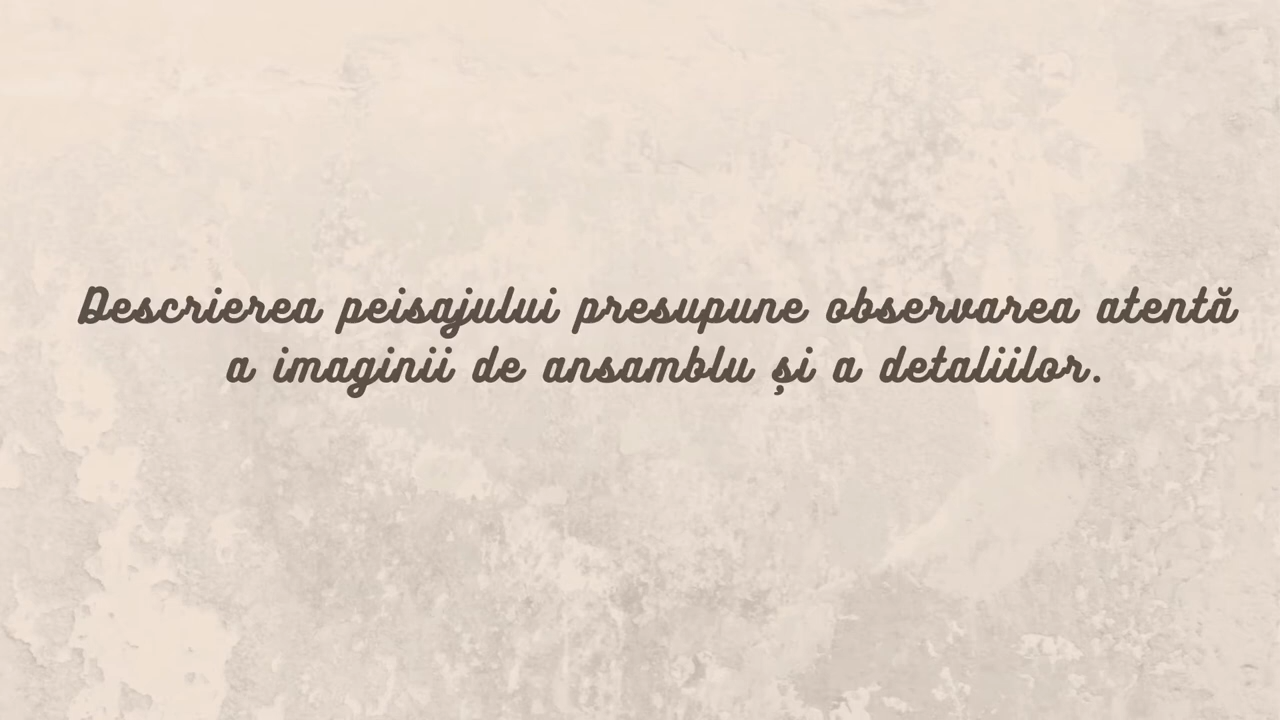 Descrierea peisajului presupune observarea atentă
a imaginii de ansamblu și a detaliilor.